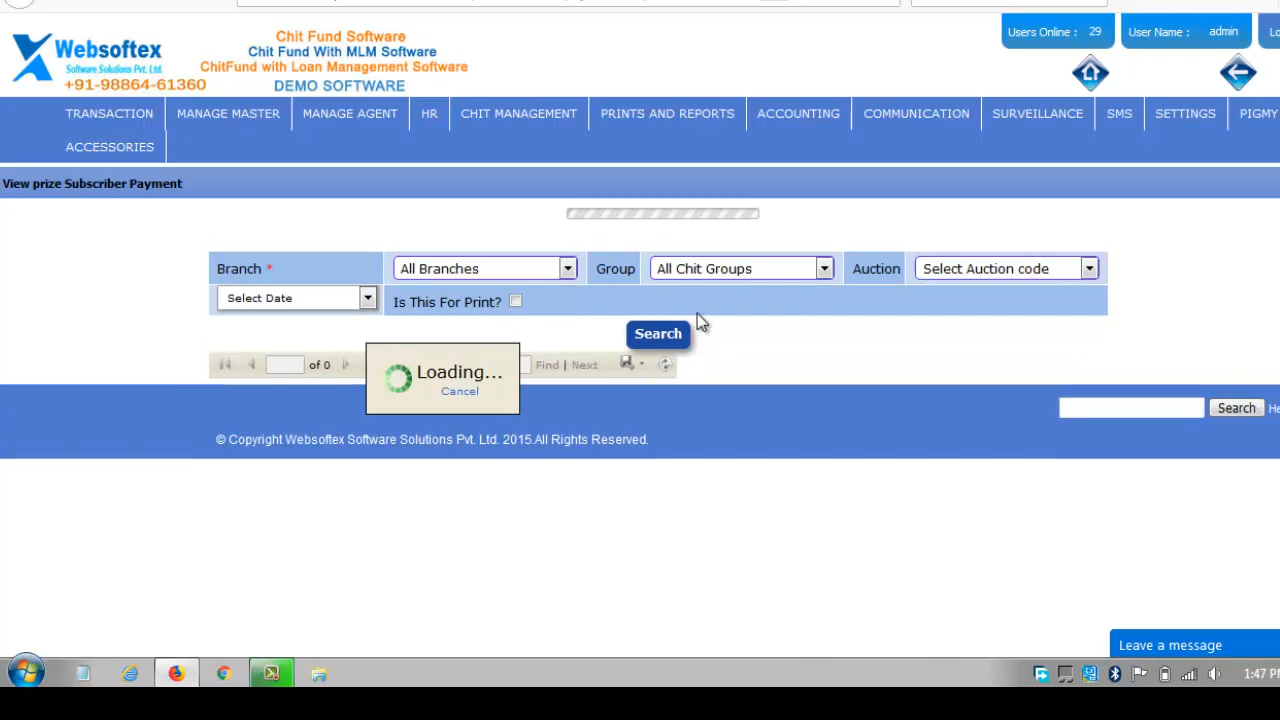 Users Online : 29
User Name : admin
Websoftex
Software Solutions Pvt. Ltd.
+91-98864-61360
Chit Fund Software
Chit Fund With MLM Software
ChitFund with Loan Management Software
DEMO SOFTWARE
TRANSACTION MANAGE MASTER MANAGE AGENT HR CHIT MANAGEMENT PRINTS AND REPORTS ACCOUNTING COMMUNICATION SURVEILLANCE SMS SETTINGS PIGMY
ACCESSORIES
View prize Subscriber Payment
Branch * All Branches Group All Chit Groups Auction Select Auction code
Select Date Is This For Print?
Search
of 0 Find | Next
Loading...
Cancel
Search
© Copyright Websoftex Software Solutions Pvt. Ltd. 2015.All Rights Reserved.
Leave a message
1:47 PM